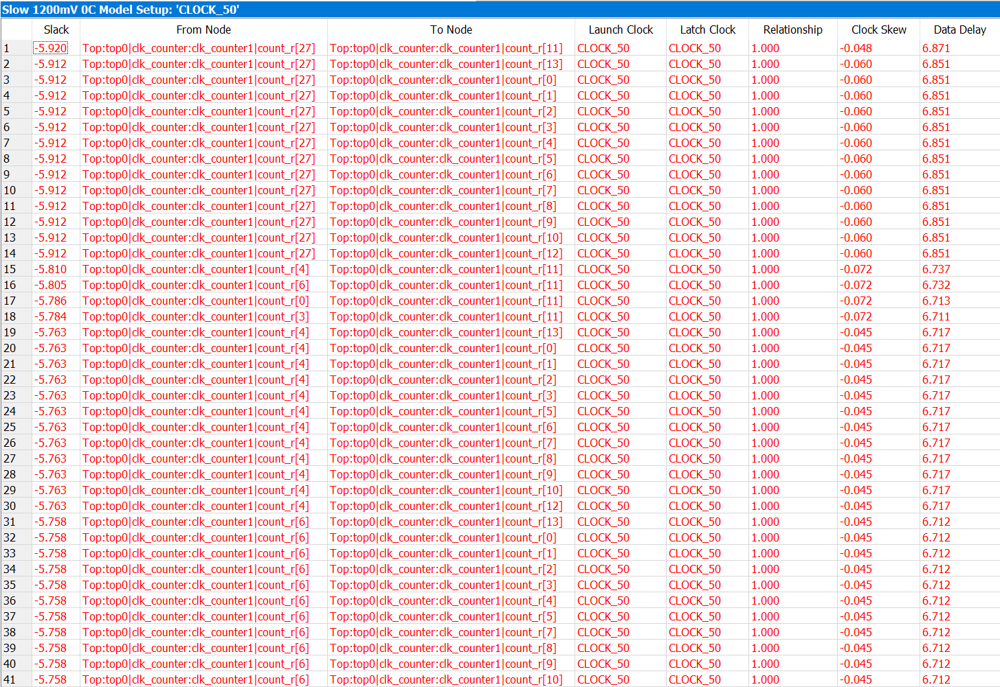 Slow 1200mV 0C Model Setup: 'CLOCK_50'
Slack From Node To Node Launch Clock Latch Clock Relationship Clock Skew Data Delay
1 -5.920 Top:top0|clk_counter:clk_counter1|count_r[27] Top:top0|clk_counter:clk_counter1|count_r[11] CLOCK_50 CLOCK_50 1.000 -0.048 6.871
2 -5.912 Top:top0|clk_counter:clk_counter1|count_r[27] Top:top0|clk_counter:clk_counter1|count_r[13] CLOCK_50 CLOCK_50 1.000 -0.060 6.851
3 -5.912 Top:top0|clk_counter:clk_counter1|count_r[27] Top:top0|clk_counter:clk_counter1|count_r[0] CLOCK_50 CLOCK_50 1.000 -0.060 6.851
4 -5.912 Top:top0|clk_counter:clk_counter1|count_r[27] Top:top0|clk_counter:clk_counter1|count_r[1] CLOCK_50 CLOCK_50 1.000 -0.060 6.851
5 -5.912 Top:top0|clk_counter:clk_counter1|count_r[27] Top:top0|clk_counter:clk_counter1|count_r[2] CLOCK_50 CLOCK_50 1.000 -0.060 6.851
6 -5.912 Top:top0|clk_counter:clk_counter1|count_r[27] Top:top0|clk_counter:clk_counter1|count_r[3] CLOCK_50 CLOCK_50 1.000 -0.060 6.851
7 -5.912 Top:top0|clk_counter:clk_counter1|count_r[27] Top:top0|clk_counter:clk_counter1|count_r[4] CLOCK_50 CLOCK_50 1.000 -0.060 6.851
8 -5.912 Top:top0|clk_counter:clk_counter1|count_r[27] Top:top0|clk_counter:clk_counter1|count_r[5] CLOCK_50 CLOCK_50 1.000 -0.060 6.851
9 -5.912 Top:top0|clk_counter:clk_counter1|count_r[27] Top:top0|clk_counter:clk_counter1|count_r[6] CLOCK_50 CLOCK_50 1.000 -0.060 6.851
10 -5.912 Top:top0|clk_counter:clk_counter1|count_r[27] Top:top0|clk_counter:clk_counter1|count_r[7] CLOCK_50 CLOCK_50 1.000 -0.060 6.851
11 -5.912 Top:top0|clk_counter:clk_counter1|count_r[27] Top:top0|clk_counter:clk_counter1|count_r[8] CLOCK_50 CLOCK_50 1.000 -0.060 6.851
12 -5.912 Top:top0|clk_counter:clk_counter1|count_r[27] Top:top0|clk_counter:clk_counter1|count_r[9] CLOCK_50 CLOCK_50 1.000 -0.060 6.851
13 -5.912 Top:top0|clk_counter:clk_counter1|count_r[27] Top:top0|clk_counter:clk_counter1|count_r[10] CLOCK_50 CLOCK_50 1.000 -0.060 6.851
14 -5.912 Top:top0|clk_counter:clk_counter1|count_r[27] Top:top0|clk_counter:clk_counter1|count_r[12] CLOCK_50 CLOCK_50 1.000 -0.060 6.851
15 -5.810 Top:top0|clk_counter:clk_counter1|count_r[4] Top:top0|clk_counter:clk_counter1|count_r[11] CLOCK_50 CLOCK_50 1.000 -0.072 6.737
16 -5.805 Top:top0|clk_counter:clk_counter1|count_r[6] Top:top0|clk_counter:clk_counter1|count_r[11] CLOCK_50 CLOCK_50 1.000 -0.072 6.732
17 -5.786 Top:top0|clk_counter:clk_counter1|count_r[0] Top:top0|clk_counter:clk_counter1|count_r[11] CLOCK_50 CLOCK_50 1.000 -0.072 6.713
18 -5.784 Top:top0|clk_counter:clk_counter1|count_r[3] Top:top0|clk_counter:clk_counter1|count_r[11] CLOCK_50 CLOCK_50 1.000 -0.072 6.711
19 -5.763 Top:top0|clk_counter:clk_counter1|count_r[4] Top:top0|clk_counter:clk_counter1|count_r[13] CLOCK_50 CLOCK_50 1.000 -0.045 6.717
20 -5.763 Top:top0|clk_counter:clk_counter1|count_r[4] Top:top0|clk_counter:clk_counter1|count_r[0] CLOCK_50 CLOCK_50 1.000 -0.045 6.717
21 -5.763 Top:top0|clk_counter:clk_counter1|count_r[4] Top:top0|clk_counter:clk_counter1|count_r[1] CLOCK_50 CLOCK_50 1.000 -0.045 6.717
22 -5.763 Top:top0|clk_counter:clk_counter1|count_r[4] Top:top0|clk_counter:clk_counter1|count_r[2] CLOCK_50 CLOCK_50 1.000 -0.045 6.717
23 -5.763 Top:top0|clk_counter:clk_counter1|count_r[4] Top:top0|clk_counter:clk_counter1|count_r[3] CLOCK_50 CLOCK_50 1.000 -0.045 6.717
24 -5.763 Top:top0|clk_counter:clk_counter1|count_r[4] Top:top0|clk_counter:clk_counter1|count_r[5] CLOCK_50 CLOCK_50 1.000 -0.045 6.717
25 -5.763 Top:top0|clk_counter:clk_counter1|count_r[4] Top:top0|clk_counter:clk_counter1|count_r[6] CLOCK_50 CLOCK_50 1.000 -0.045 6.717
26 -5.763 Top:top0|clk_counter:clk_counter1|count_r[4] Top:top0|clk_counter:clk_counter1|count_r[7] CLOCK_50 CLOCK_50 1.000 -0.045 6.717
27 -5.763 Top:top0|clk_counter:clk_counter1|count_r[4] Top:top0|clk_counter:clk_counter1|count_r[8] CLOCK_50 CLOCK_50 1.000 -0.045 6.717
28 -5.763 Top:top0|clk_counter:clk_counter1|count_r[4] Top:top0|clk_counter:clk_counter1|count_r[9] CLOCK_50 CLOCK_50 1.000 -0.045 6.717
29 -5.763 Top:top0|clk_counter:clk_counter1|count_r[4] Top:top0|clk_counter:clk_counter1|count_r[10] CLOCK_50 CLOCK_50 1.000 -0.045 6.717
30 -5.763 Top:top0|clk_counter:clk_counter1|count_r[4] Top:top0|clk_counter:clk_counter1|count_r[12] CLOCK_50 CLOCK_50 1.000 -0.045 6.717
31 -5.758 Top:top0|clk_counter:clk_counter1|count_r[6] Top:top0|clk_counter:clk_counter1|count_r[13] CLOCK_50 CLOCK_50 1.000 -0.045 6.712
32 -5.758 Top:top0|clk_counter:clk_counter1|count_r[6] Top:top0|clk_counter:clk_counter1|count_r[0] CLOCK_50 CLOCK_50 1.000 -0.045 6.712
33 -5.758 Top:top0|clk_counter:clk_counter1|count_r[6] Top:top0|clk_counter:clk_counter1|count_r[1] CLOCK_50 CLOCK_50 1.000 -0.045 6.712
34 -5.758 Top:top0|clk_counter:clk_counter1|count_r[6] Top:top0|clk_counter:clk_counter1|count_r[2] CLOCK_50 CLOCK_50 1.000 -0.045 6.712
35 -5.758 Top:top0|clk_counter:clk_counter1|count_r[6] Top:top0|clk_counter:clk_counter1|count_r[3] CLOCK_50 CLOCK_50 1.000 -0.045 6.712
36 -5.758 Top:top0|clk_counter:clk_counter1|count_r[6] Top:top0|clk_counter:clk_counter1|count_r[4] CLOCK_50 CLOCK_50 1.000 -0.045 6.712
37 -5.758 Top:top0|clk_counter:clk_counter1|count_r[6] Top:top0|clk_counter:clk_counter1|count_r[5] CLOCK_50 CLOCK_50 1.000 -0.045 6.712
38 -5.758 Top:top0|clk_counter:clk_counter1|count_r[6] Top:top0|clk_counter:clk_counter1|count_r[7] CLOCK_50 CLOCK_50 1.000 -0.045 6.712
39 -5.758 Top:top0|clk_counter:clk_counter1|count_r[6] Top:top0|clk_counter:clk_counter1|count_r[8] CLOCK_50 CLOCK_50 1.000 -0.045 6.712
40 -5.758 Top:top0|clk_counter:clk_counter1|count_r[6] Top:top0|clk_counter:clk_counter1|count_r[9] CLOCK_50 CLOCK_50 1.000 -0.045 6.712
41 -5.758 Top:top0|clk_counter:clk_counter1|count_r[6] Top:top0|clk_counter:clk_counter1|count_r[10] CLOCK_50 CLOCK_50 1.000 -0.045 6.712